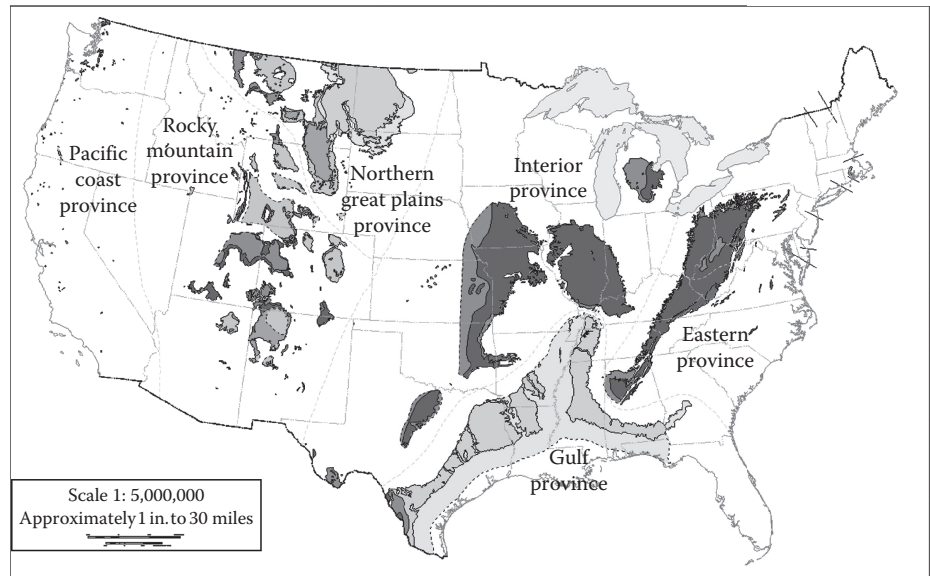 Pacific
coast
province
Rocky
mountain
province
Northern
great plains
province
Interior
province
Eastern
province
Gulf
province
Scale 1: 5,000,000
Approximately 1 in. to 30 miles